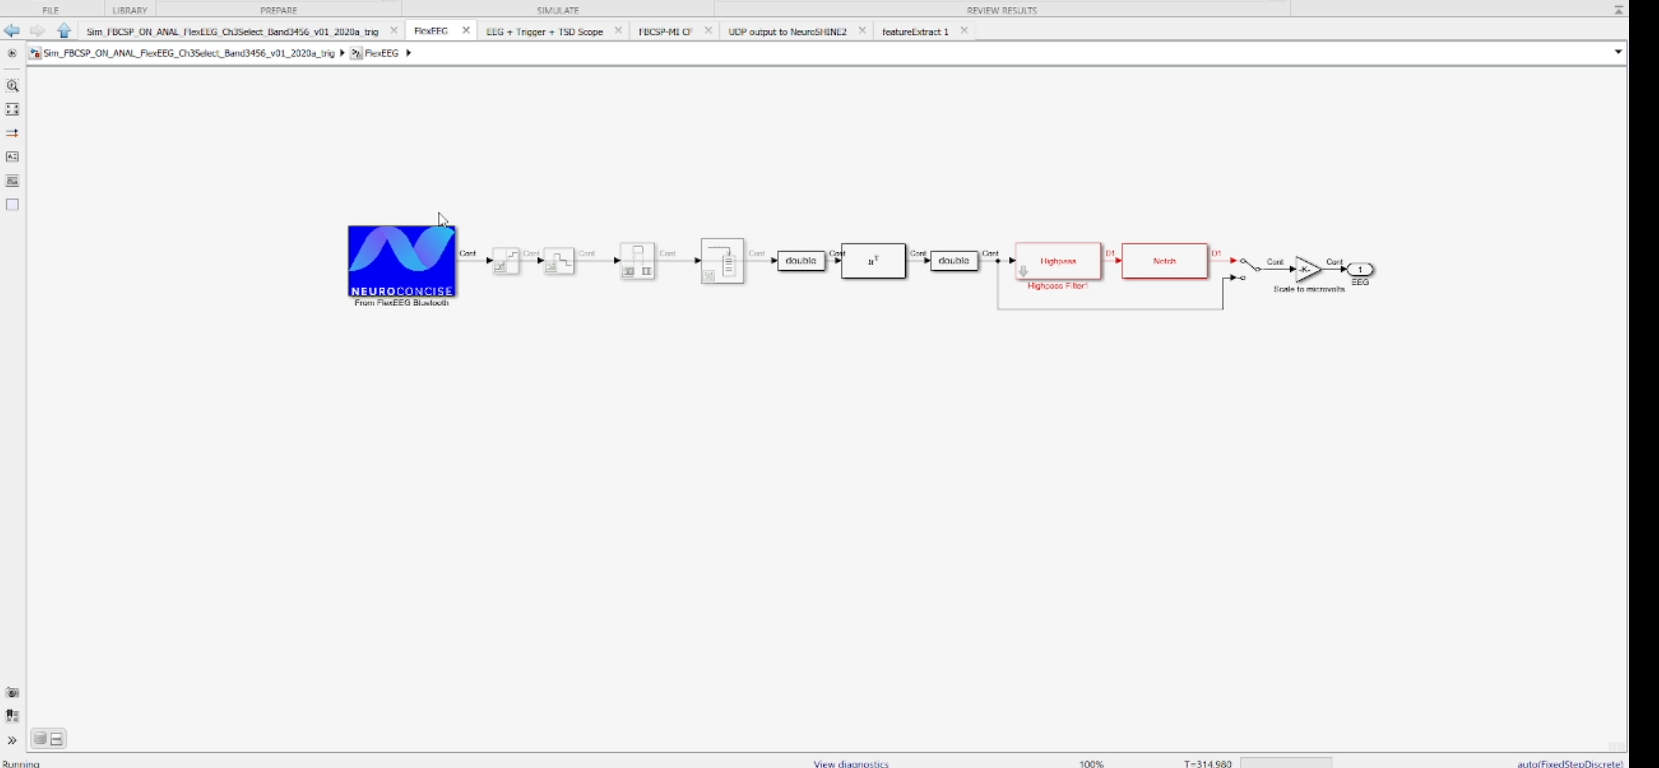 FILE LIBRARY PREPARE SIMULATE REVIEW RESULTS
Sim_FBCSP_ON_ANAL_FlexEEG_Ch3Select_Band3456_v01_2020a_trig FlexEEG EEG + Trigger + TSD Scope FBCSP-MI UDP output to NeuroSHINE2 featureExtract 1
Sim_FBCSP_ON_ANAL_FlexEEG_Ch3Select_Band3456_v01_2020a_trig FlexEEG
Cont Cont Cont Cont Cont Cont Cont Cont D1 D1 Cont Cont
double uᵀ double Highpass Notch -K- 1
NEUROCONCISE
From FlexEEG Bluetooth
Highpass Filter1
Scale to microvolts
EEG
Running View diagnostics 100% T=314.980 auto(FixedStepDiscrete)